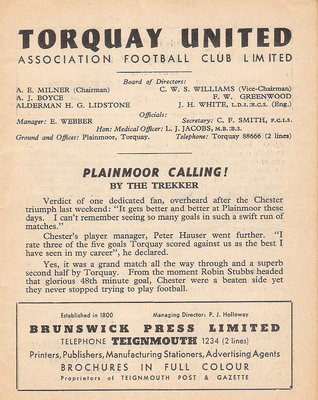 TORQUAY UNITED
ASSOCIATION FOOTBALL CLUB LIMITED
Board of Directors:
A. E. MILNER (Chairman) C. W. S. WILLIAMS (Vice-Chairman)
A. J. BOYCE F. W. GREENWOOD
ALDERMAN H. G. LIDSTONE J. H. WHITE, L.D.S. R.C.S. (Eng.)
Officials:
Manager: E. WEBBER Secretary: C. F. SMITH, F.C.I.S.
Hon: Medical Officer: L. J. JACOBS, M.B. B.S.
Ground and Offices: Plainmoor, Torquay. Telephone: Torquay 88666 (2 lines)
PLAINMOOR CALLING!
BY THE TREKKER
Verdict of one dedicated fan, overheard after the Chester
triumph last weekend: "It gets better and better at Plainmoor these
days. I can't remember seeing so many goals in such a swift run of
matches."
Chester's player manager, Peter Hauser went further. "I
rate three of the five goals Torquay scored against us as the best I
have seen in my career", he declared.
Yes, it was a grand match all the way through and a superb
second half by Torquay. From the moment Robin Stubbs headed
that glorious 48th minute goal, Chester were a beaten side yet
they never stopped trying to play football.
Established in 1800 Managing Director: P. J. Holloway
BRUNSWICK PRESS LIMITED
TELEPHONE TEIGNMOUTH 1234 (2 lines)
Printers, Publishers, Manufacturing Stationers, Advertising Agents
BROCHURES IN FULL COLOUR
Proprietors of TEIGNMOUTH POST & GAZETTE